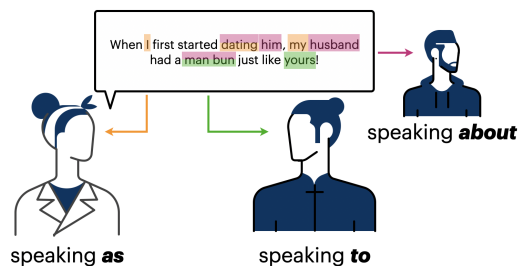 When I first started dating him, my husband
had a man bun just like yours!
speaking about
speaking as
speaking to